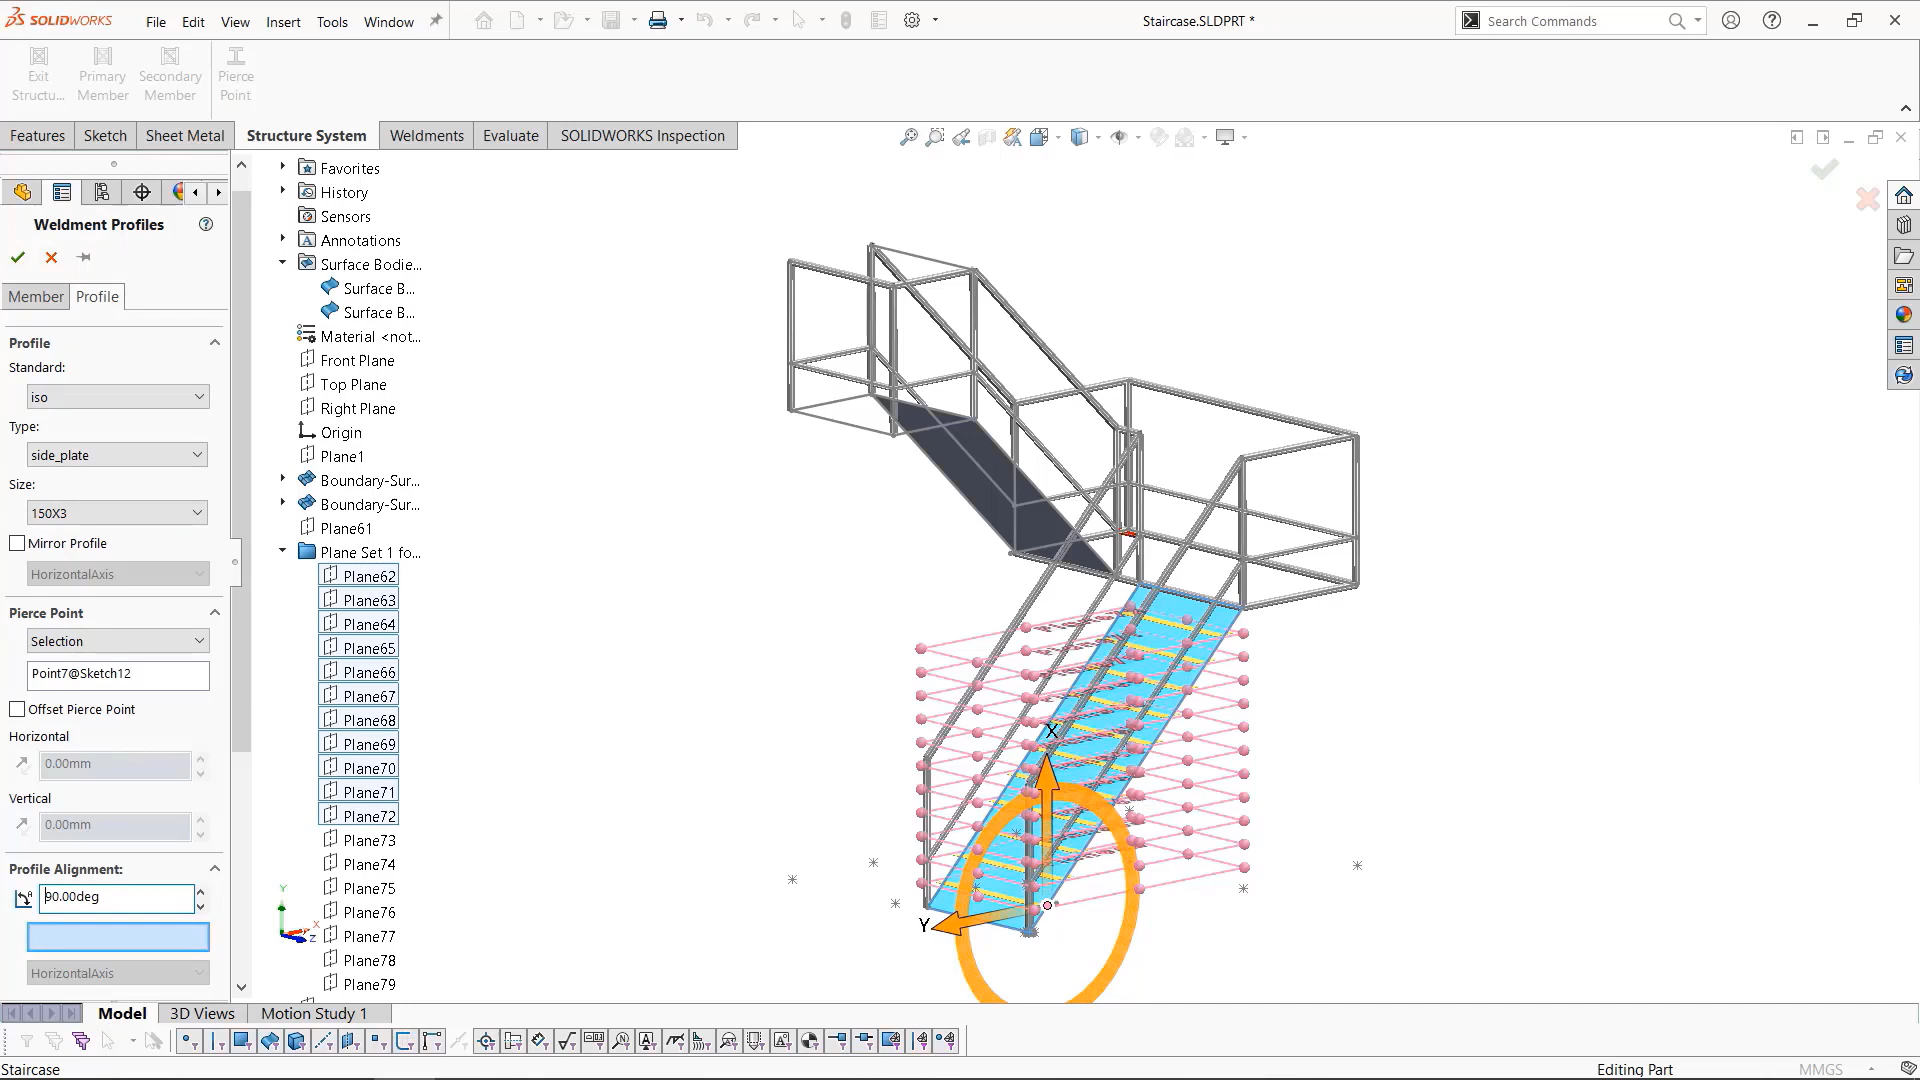 SOLIDWORKS
File Edit View Insert Tools Window
Staircase.SLDPRT *
Search Commands
Exit Structu...
Primary Member
Secondary Member
Pierce Point
Features Sketch Sheet Metal Structure System Weldments Evaluate SOLIDWORKS Inspection
Weldment Profiles
Member Profile
Profile
Standard:
iso
Type:
side_plate
Size:
150X3
Mirror Profile
HorizontalAxis
Pierce Point
Selection
Point7@Sketch12
Offset Pierce Point
Horizontal
0.00mm
Vertical
0.00mm
Profile Alignment:
90.00deg
HorizontalAxis
Favorites
History
Sensors
Annotations
Surface Bodie...
Surface B...
Surface B...
Material <not...
Front Plane
Top Plane
Right Plane
Origin
Plane1
Boundary-Sur...
Boundary-Sur...
Plane61
Plane Set 1 fo...
Plane62
Plane63
Plane64
Plane65
Plane66
Plane67
Plane68
Plane69
Plane70
Plane71
Plane72
Plane73
Plane74
Plane75
Plane76
Plane77
Plane78
Plane79
X
Y
Y
X
Z
Model 3D Views Motion Study 1
Staircase
Editing Part
MMGS